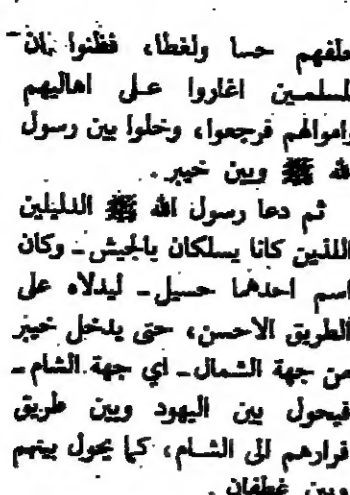 خلفهم حسا ولغطا، فظنوا بأن
المسلمين اغاروا على اهاليهم
واموالهم فرجعوا، وخلوا بين رسول
الله ﷺ وبين خيبر.
ثم دعا رسول الله ﷺ الدليلين
اللذين كانا يسلكان بالجيش ـ وكان
اسم احدهما حسيل ـ ليدلاه على
الطريق الاحسن، حتى يدخل خيبر
من جهة الشمال ـ اي جهة الشام ـ
فيحول بين اليهود وبين طريق
فرارهم الى الشام، كما يحول بينهم
وبين غطفان.